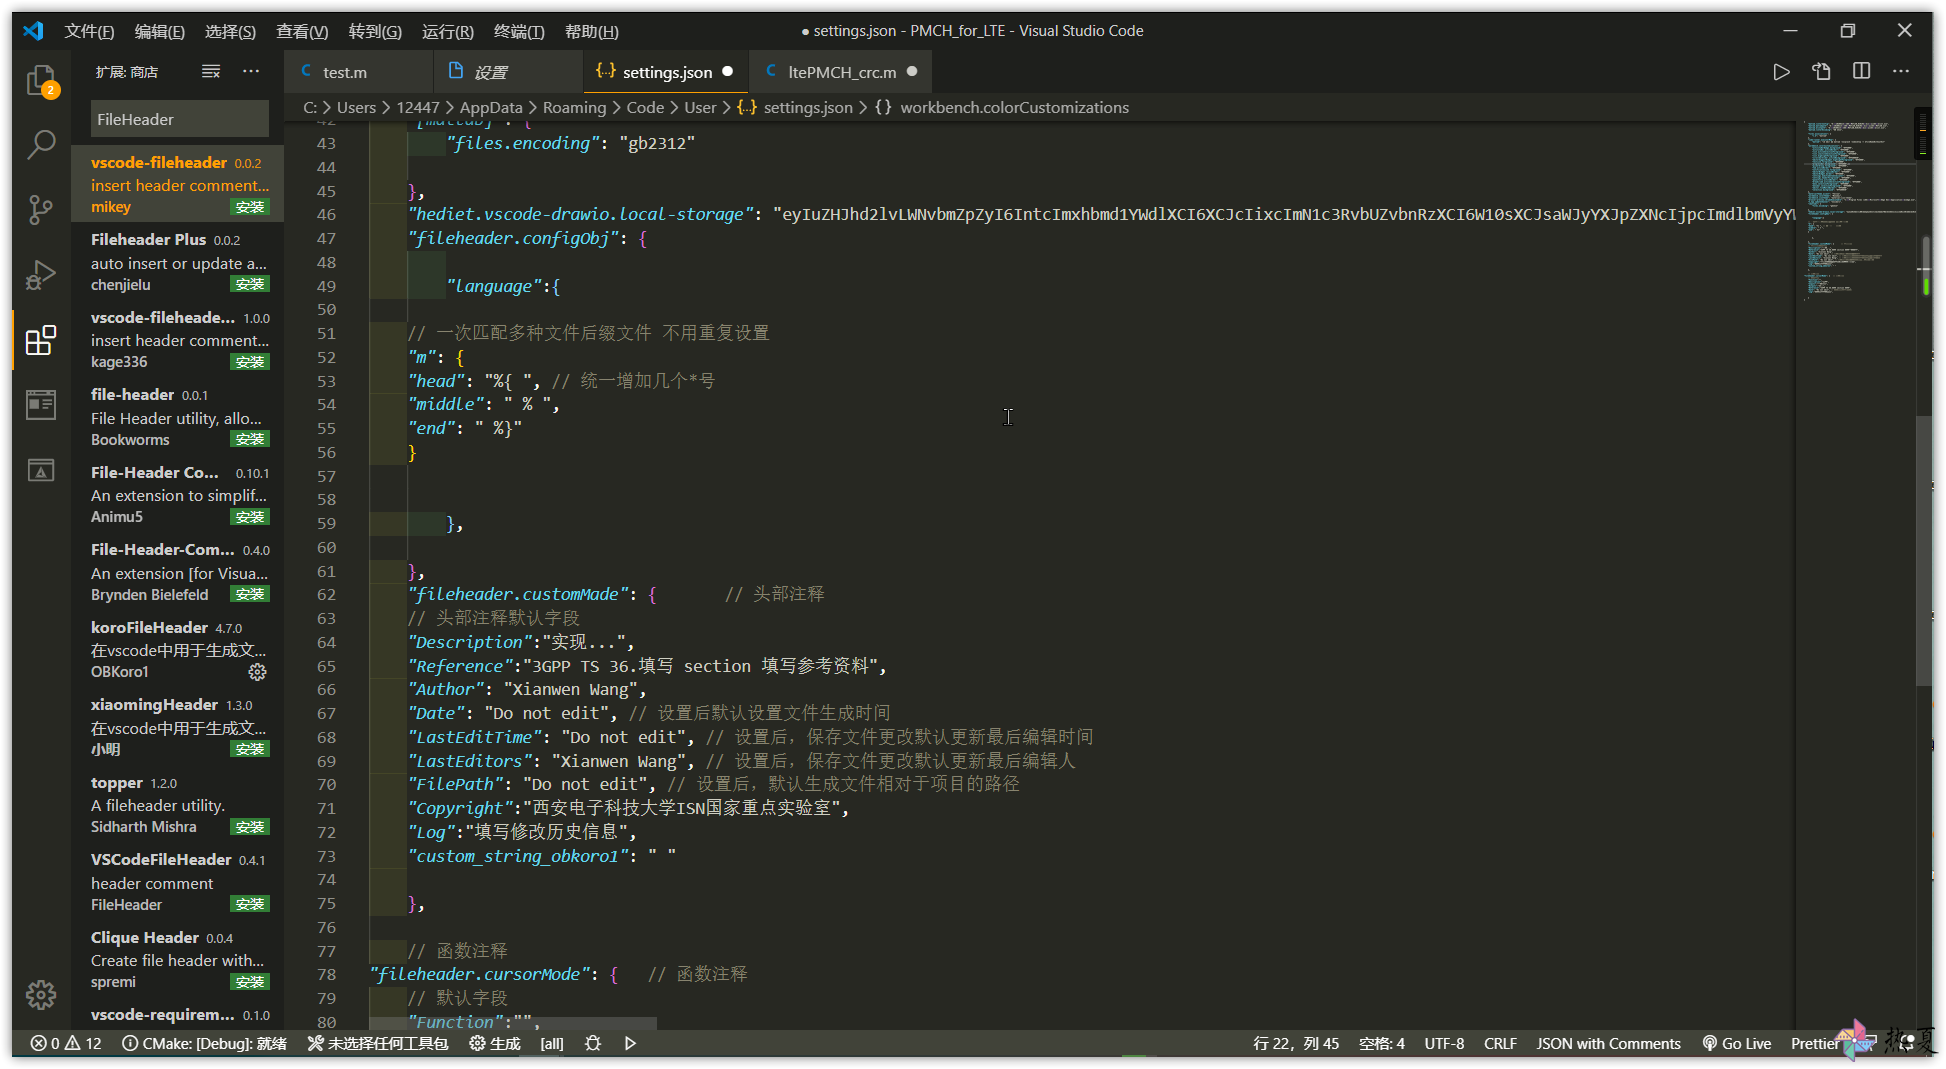 文件(F) 编辑(E) 选择(S) 查看(V) 转到(G) 运行(R) 终端(T) 帮助(H)
● settings.json - PMCH_for_LTE - Visual Studio Code
2
扩展: 商店
FileHeader
vscode-fileheader 0.0.2
insert header comment...
mikey 安装
Fileheader Plus 0.0.2
auto insert or update a...
chenjielu 安装
vscode-fileheade... 1.0.0
insert header comment...
kage336 安装
file-header 0.0.1
File Header utility, allo...
Bookworms 安装
File-Header Co... 0.10.1
An extension to simplif...
Animu5 安装
File-Header-Com... 0.4.0
An extension [for Visua...
Brynden Bielefeld 安装
koroFileHeader 4.7.0
在vscode中用于生成文...
OBKoro1
xiaomingHeader 1.3.0
在vscode中用于生成文...
小明 安装
topper 1.2.0
A fileheader utility.
Sidharth Mishra 安装
VSCodeFileHeader 0.4.1
header comment
FileHeader 安装
Clique Header 0.0.4
Create file header with...
spremi 安装
vscode-requirem... 0.1.0
test.m 设置 settings.json ltePMCH_crc.m
C: > Users > 12447 > AppData > Roaming > Code > User > {..} settings.json > {} workbench.colorCustomizations
43 "files.encoding": "gb2312"
44
45 },
46 "hediet.vscode-drawio.local-storage":
47 "fileheader.configObj": {
48
49 "language":{
50
51 // 一次匹配多种文件后缀文件 不用重复设置
52 "m": {
53 "head": "%{ ", // 统一增加几个*号
54 "middle": " % ",
55 "end": " %}"
56 }
57
58
59 },
60
61 },
62 "fileheader.customMade": { // 头部注释
63 // 头部注释默认字段
64 "Description":"实现...",
65 "Reference":"3GPP TS 36.填写 section 填写参考资料",
66 "Author": "Xianwen Wang",
67 "Date": "Do not edit", // 设置后默认设置文件生成时间
68 "LastEditTime": "Do not edit", // 设置后，保存文件更改默认更新最后编辑时间
69 "LastEditors": "Xianwen Wang", // 设置后，保存文件更改默认更新最后编辑人
70 "FilePath": "Do not edit", // 设置后，默认生成文件相对于项目的路径
71 "Copyright":"西安电子科技大学ISN国家重点实验室",
72 "Log":"填写修改历史信息",
73 "custom_string_obkoro1": " "
74
75 },
76
77 // 函数注释
78 "fileheader.cursorMode": { // 函数注释
79 // 默认字段
80 "Function":"",
0 12 CMake: [Debug]: 就绪 未选择任何工具包 生成 [all] 行 22，列 45 空格: 4 UTF-8 CRLF JSON with Comments Go Live Prettier
热夏